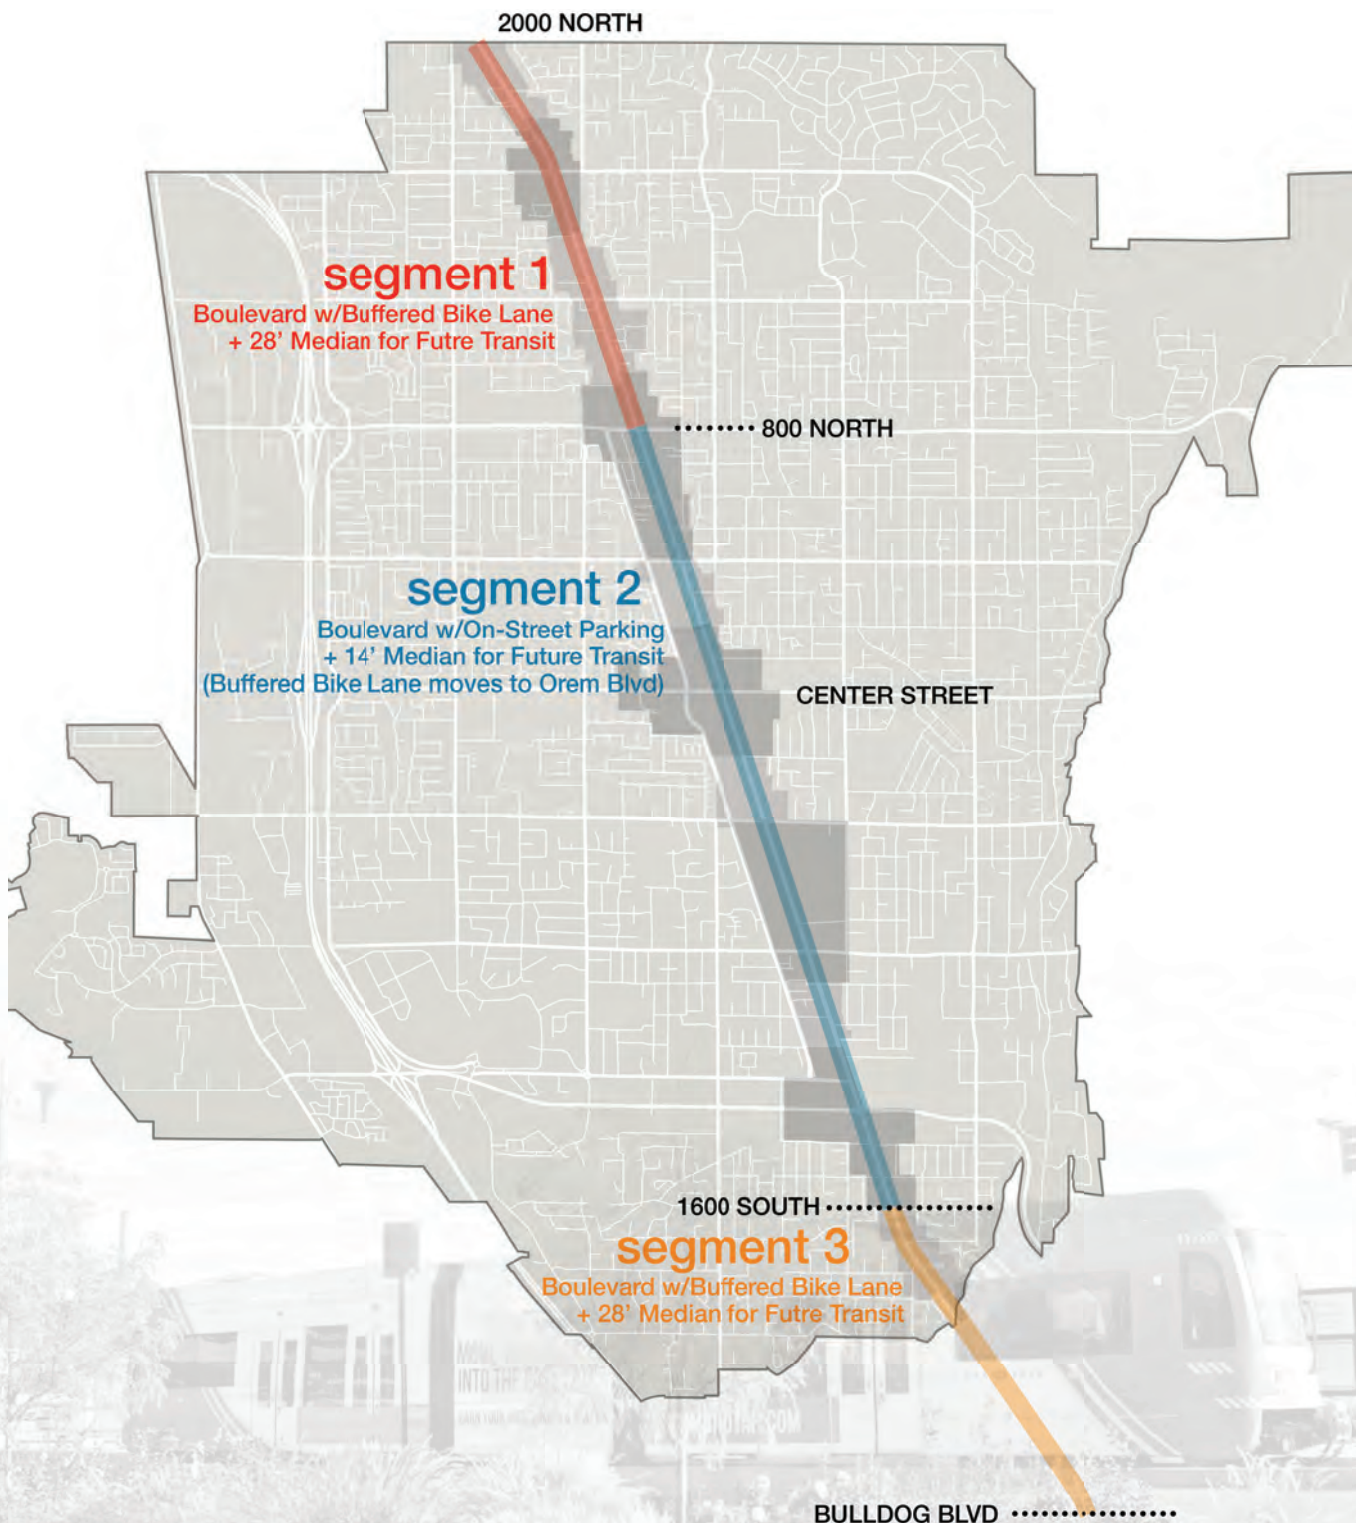 2000 NORTH
segment 1
Boulevard w/Buffered Bike Lane
+ 28' Median for Futre Transit
800 NORTH
segment 2
Boulevard w/On-Street Parking
+ 14' Median for Future Transit
(Buffered Bike Lane moves to Orem Blvd)
CENTER STREET
1600 SOUTH
segment 3
Boulevard w/Buffered Bike Lane
+ 28' Median for Futre Transit
INTO THE
BULLDOG BLVD